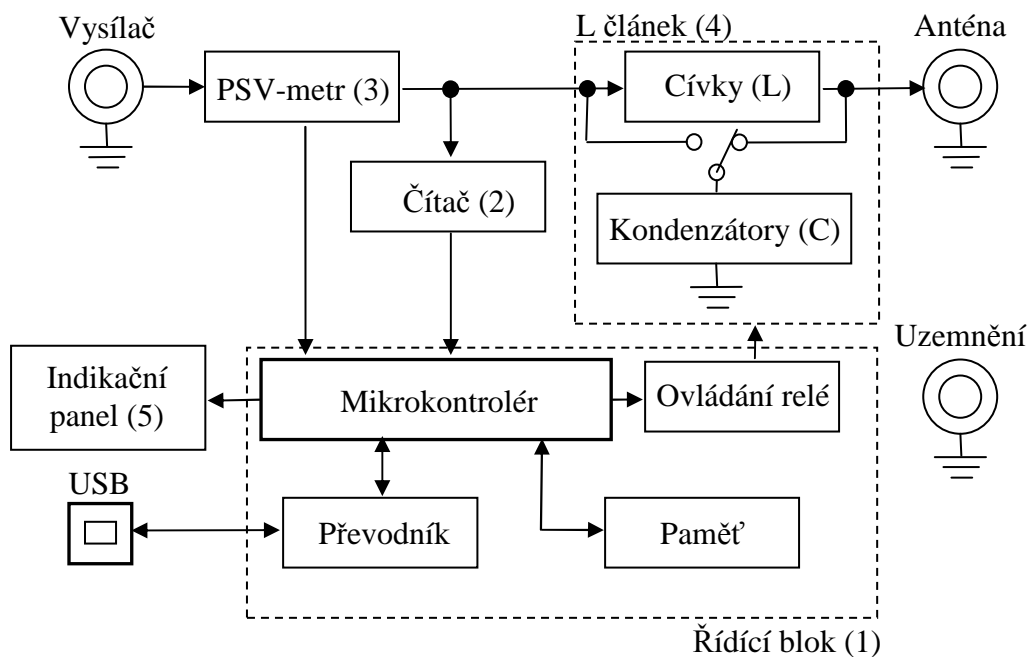 Vysílač
L článek (4)
Anténa
PSV-metr (3)
Cívky (L)
Čítač (2)
Kondenzátory (C)
Uzemnění
Indikační
panel (5)
Mikrokontrolér
Ovládání relé
USB
Převodník
Paměť
Řídící blok (1)